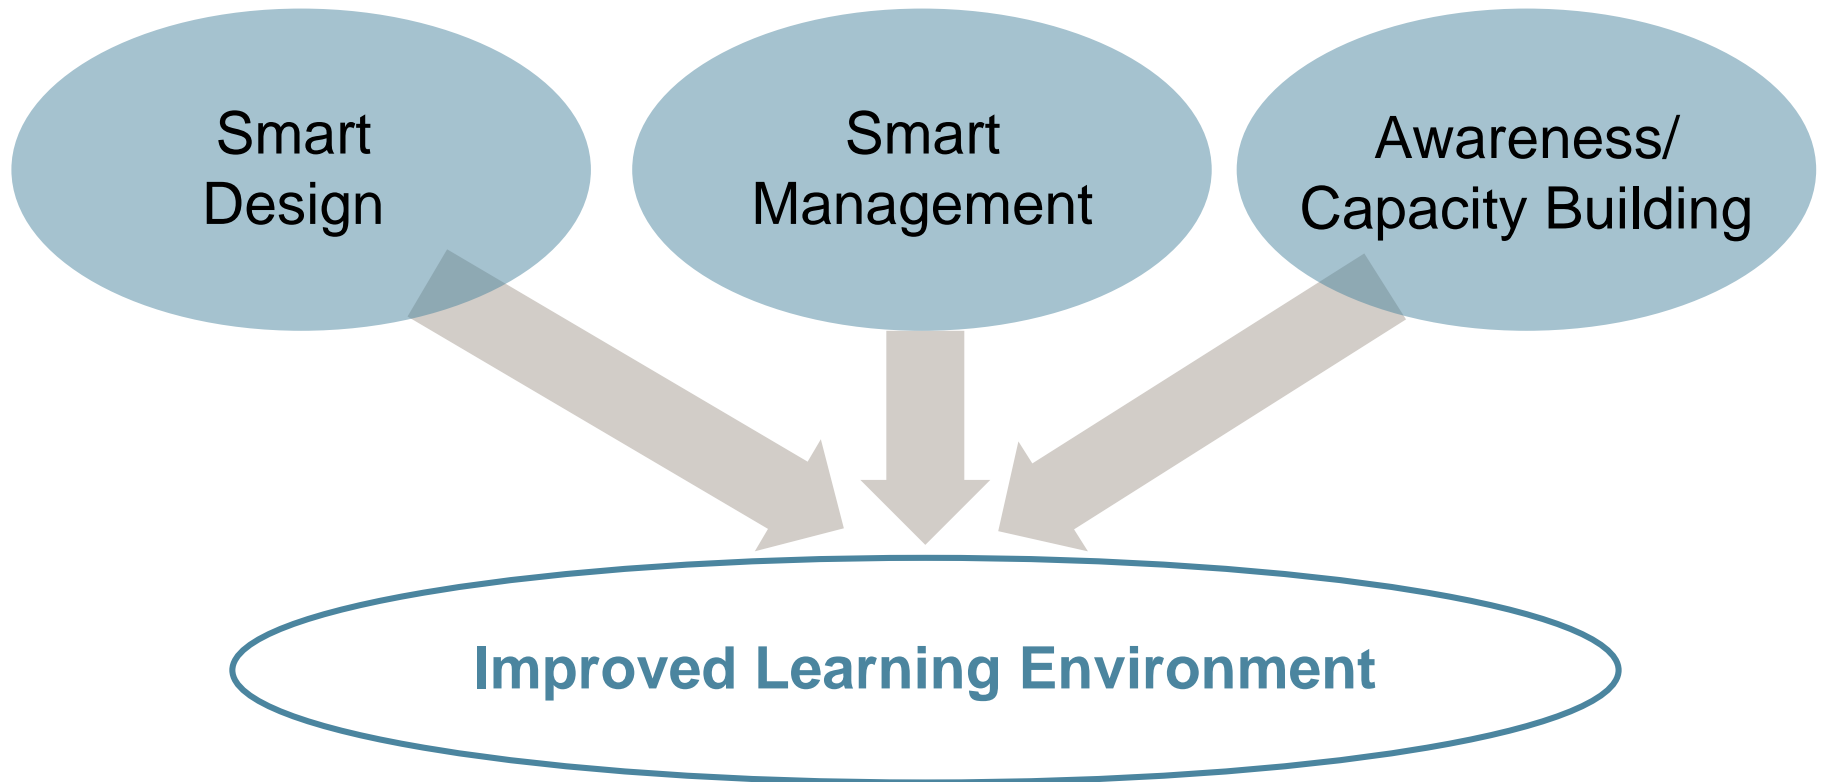 Smart
Design
Smart
Management
Awareness/
Capacity Building
Improved Learning Environment